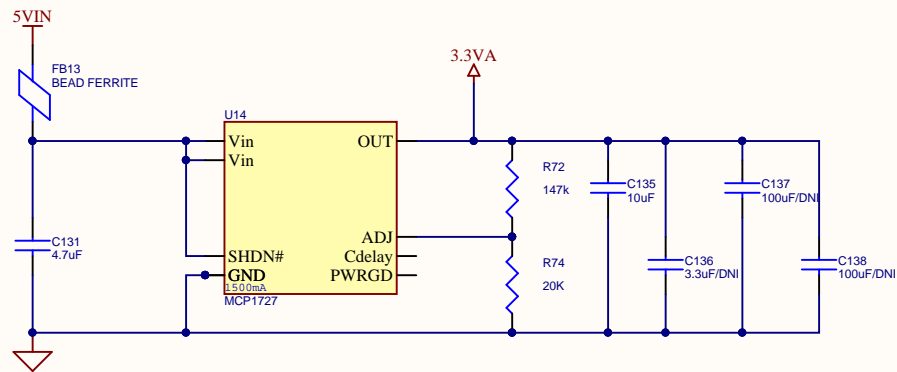 5VIN
FB13
BEAD FERRITE
3.3VA
U14
Vin
OUT
Vin
R72
147k
C135
10uF
C137
100uF/DNI
ADJ
C131
4.7uF
SHDN#
Cdelay
GND
PWRGD
R74
20K
C136
3.3uF/DNI
C138
100uF/DNI
1500mA
MCP1727